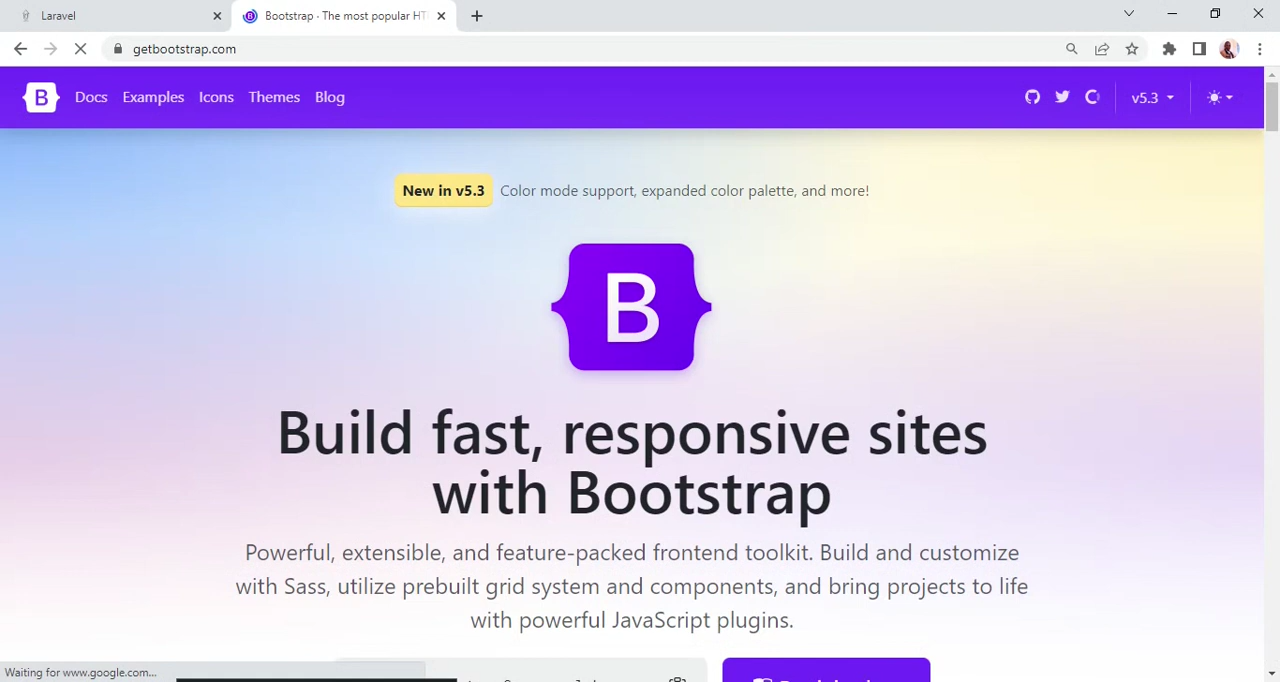 Laravel
Bootstrap · The most popular HT
getbootstrap.com
B Docs Examples Icons Themes Blog v5.3
New in v5.3 Color mode support, expanded color palette, and more!
B
Build fast, responsive sites
with Bootstrap
Powerful, extensible, and feature-packed frontend toolkit. Build and customize
with Sass, utilize prebuilt grid system and components, and bring projects to life
with powerful JavaScript plugins.
Waiting for www.google.com...